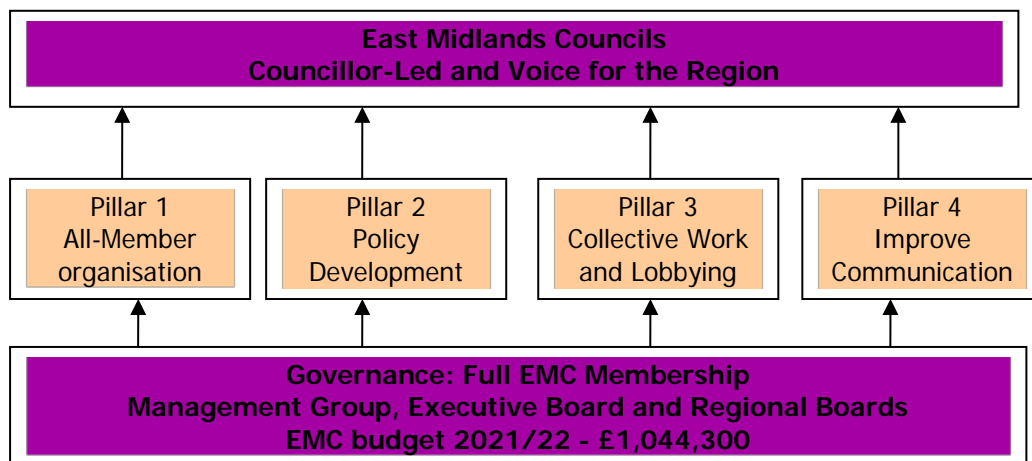 East Midlands Councils
Councillor-Led and Voice for the Region
Pillar 1
All-Member
organisation
Pillar 2
Policy
Development
Pillar 3
Collective Work
and Lobbying
Pillar 4
Improve
Communication
Governance: Full EMC Membership
Management Group, Executive Board and Regional Boards
EMC budget 2021/22 - £1,044,300